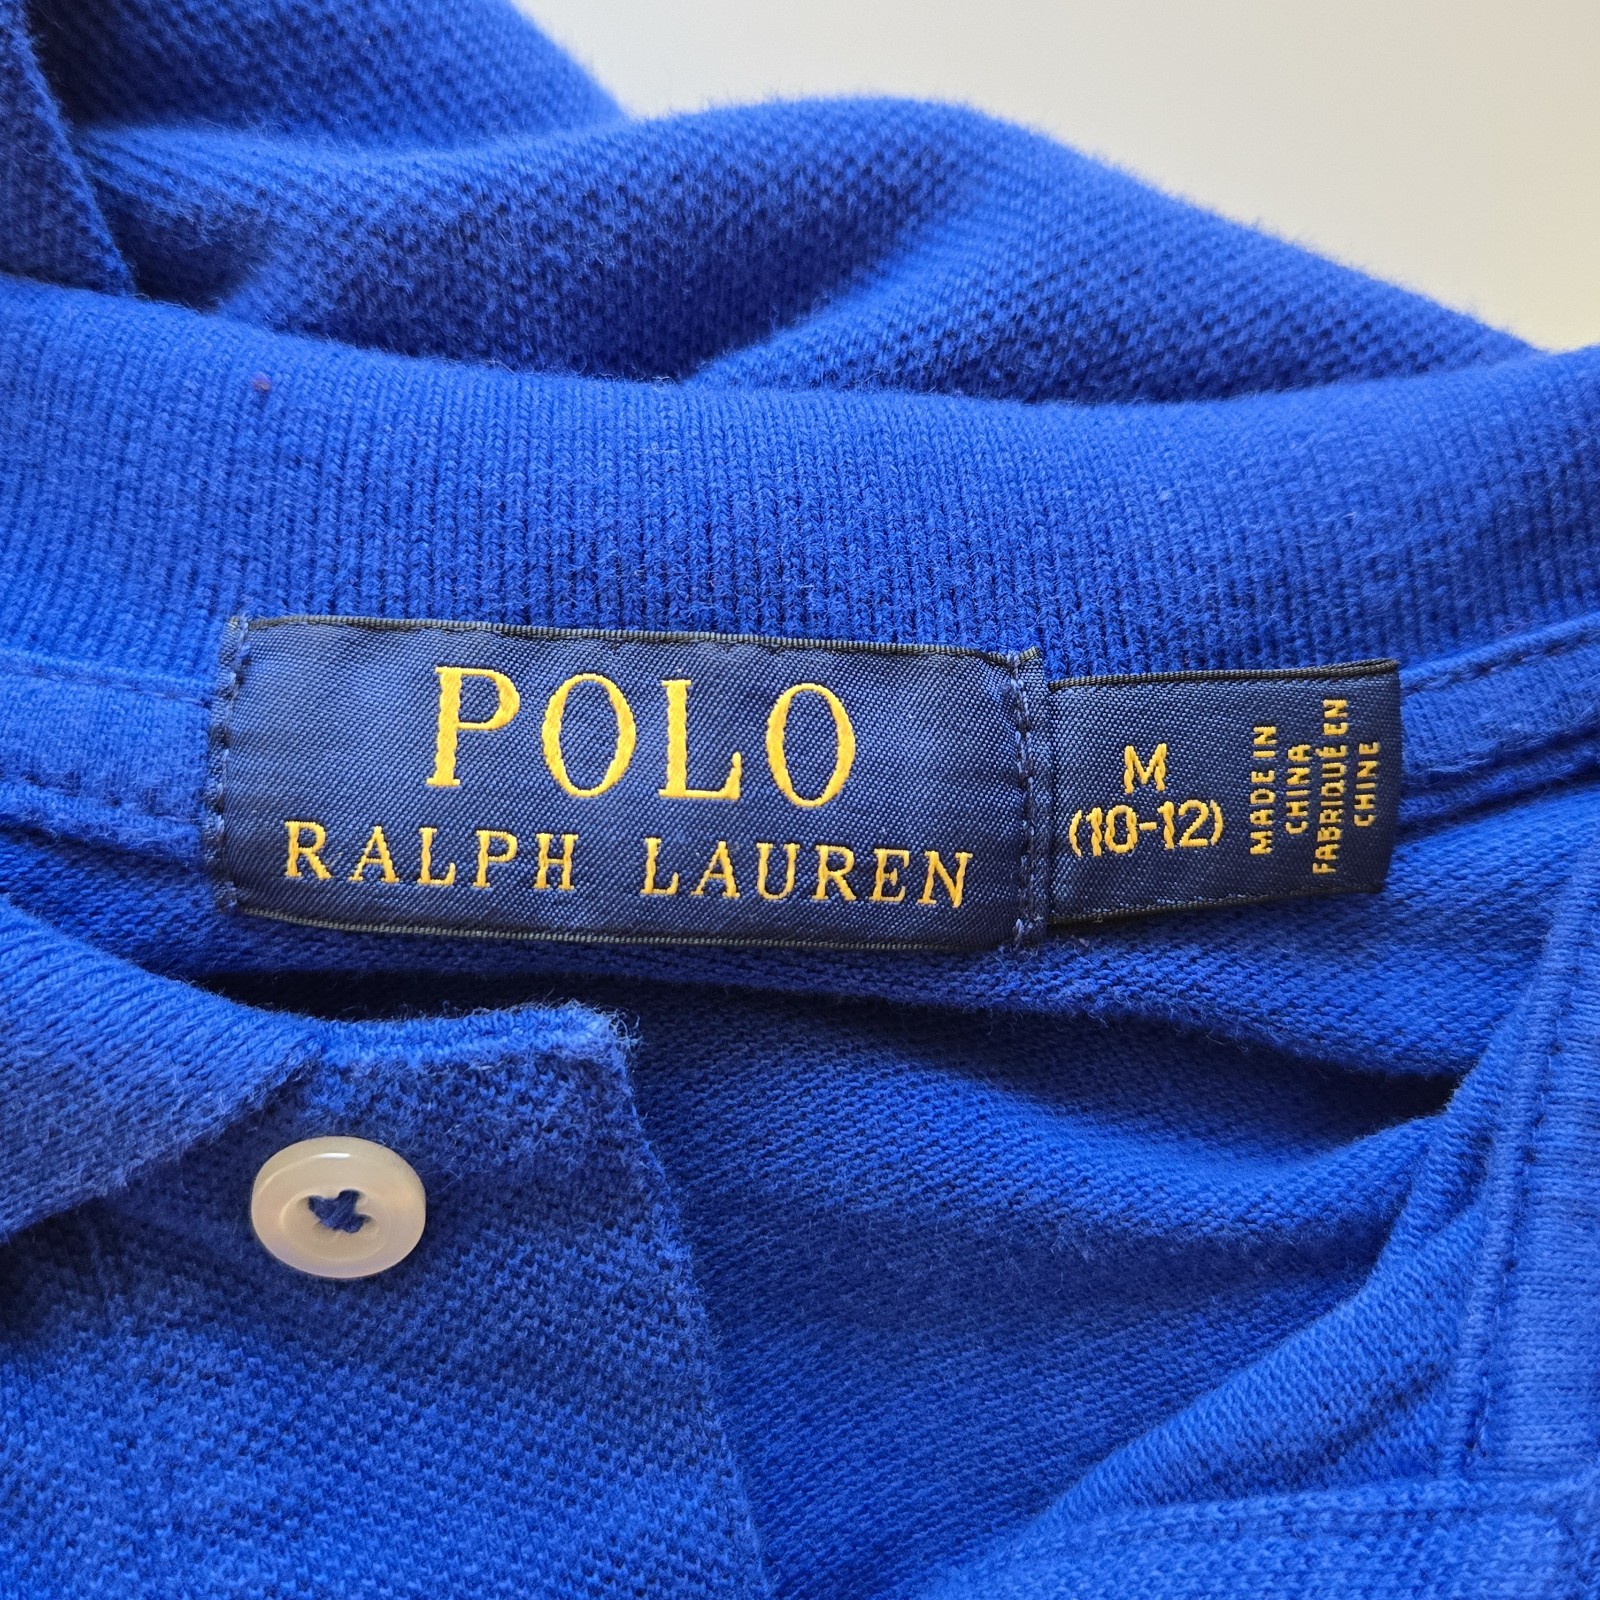 POLO
RALPH LAUREN
M
(10-12)
MADE IN
CHINA
FABRIQUÉ EN
CHINE